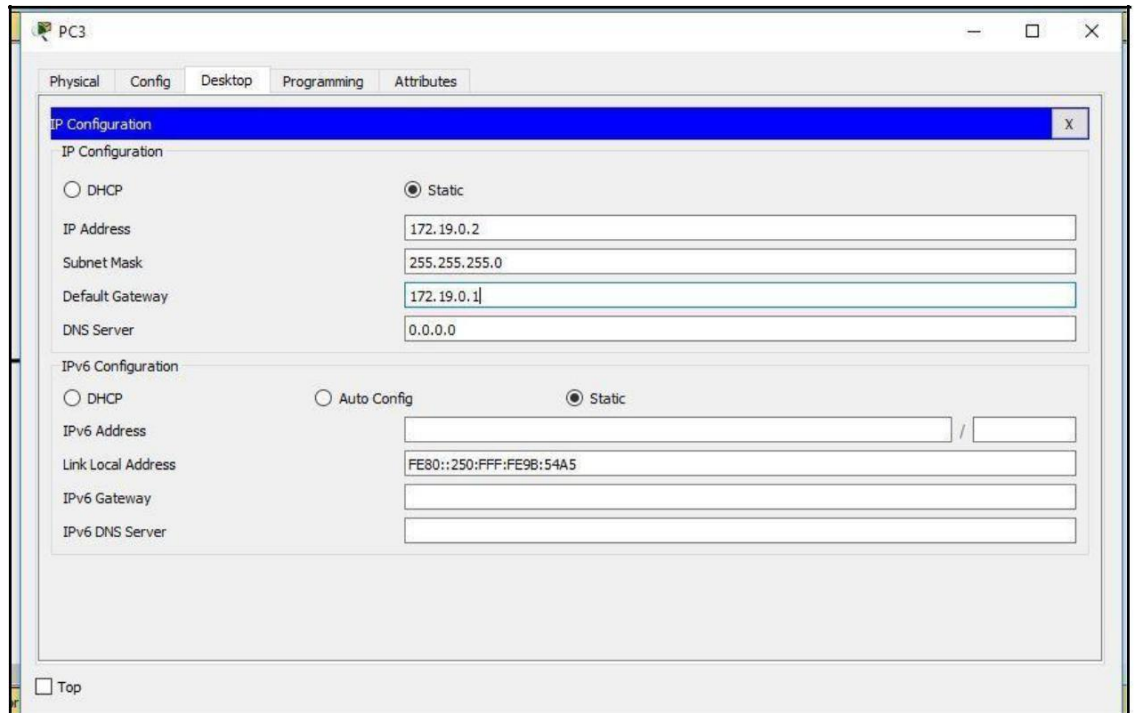 PC3
Physical Config Desktop Programming Attributes
IP Configuration X
IP Configuration
DHCP Static
IP Address 172.19.0.2
Subnet Mask 255.255.255.0
Default Gateway 172.19.0.1
DNS Server 0.0.0.0
IPv6 Configuration
DHCP Auto Config Static
IPv6 Address /
Link Local Address FE80::250:FFF:FE9B:54A5
IPv6 Gateway
IPv6 DNS Server
Top